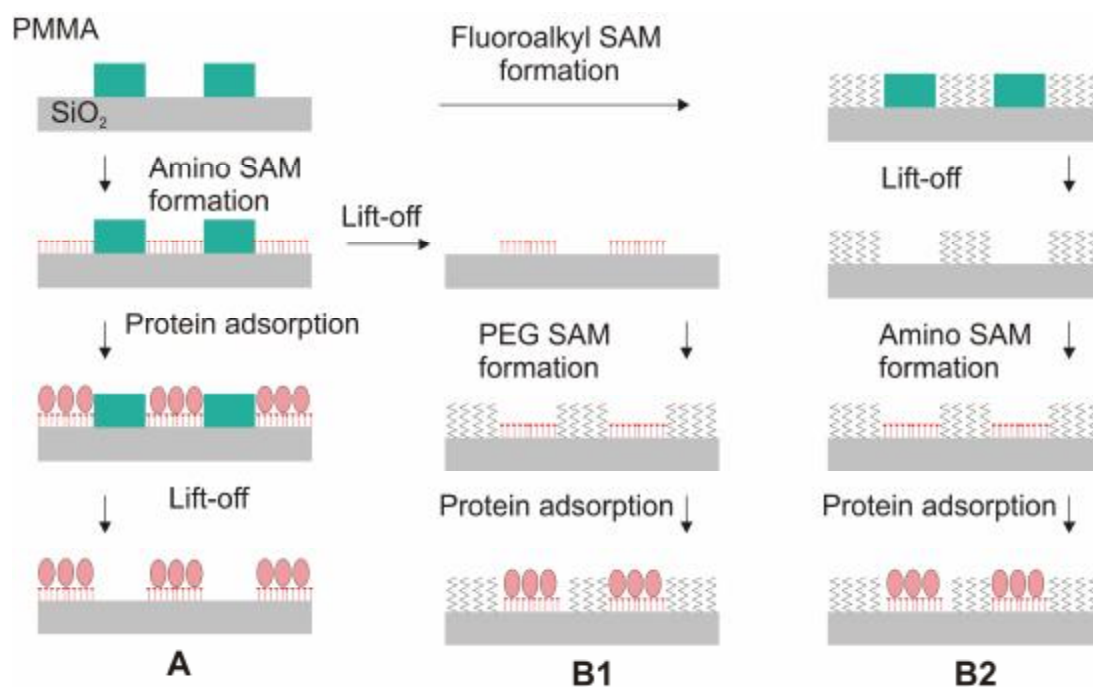 PMMA
SiO₂
Fluoroalkyl SAM
formation
Amino SAM
formation
Lift-off
Lift-off
Protein adsorption
PEG SAM
formation
Amino SAM
formation
Lift-off
Protein adsorption
Protein adsorption
A
B1
B2